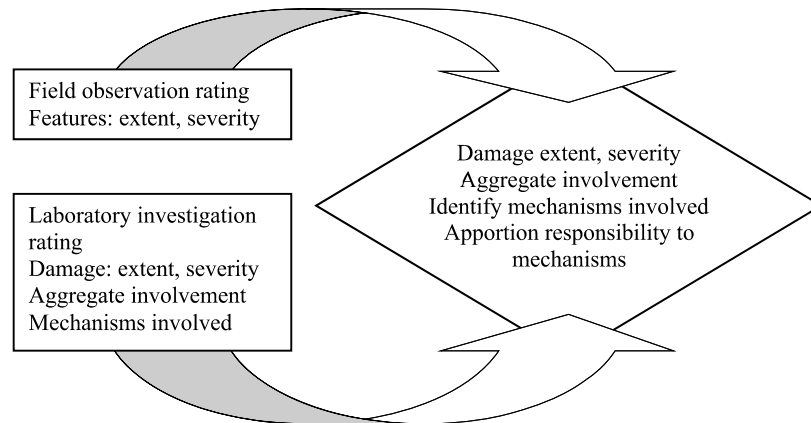 Field observation rating
Features: extent, severity
Laboratory investigation
rating
Damage: extent, severity
Aggregate involvement
Mechanisms involved
Damage extent, severity
Aggregate involvement
Identify mechanisms involved
Apportion responsibility to
mechanisms